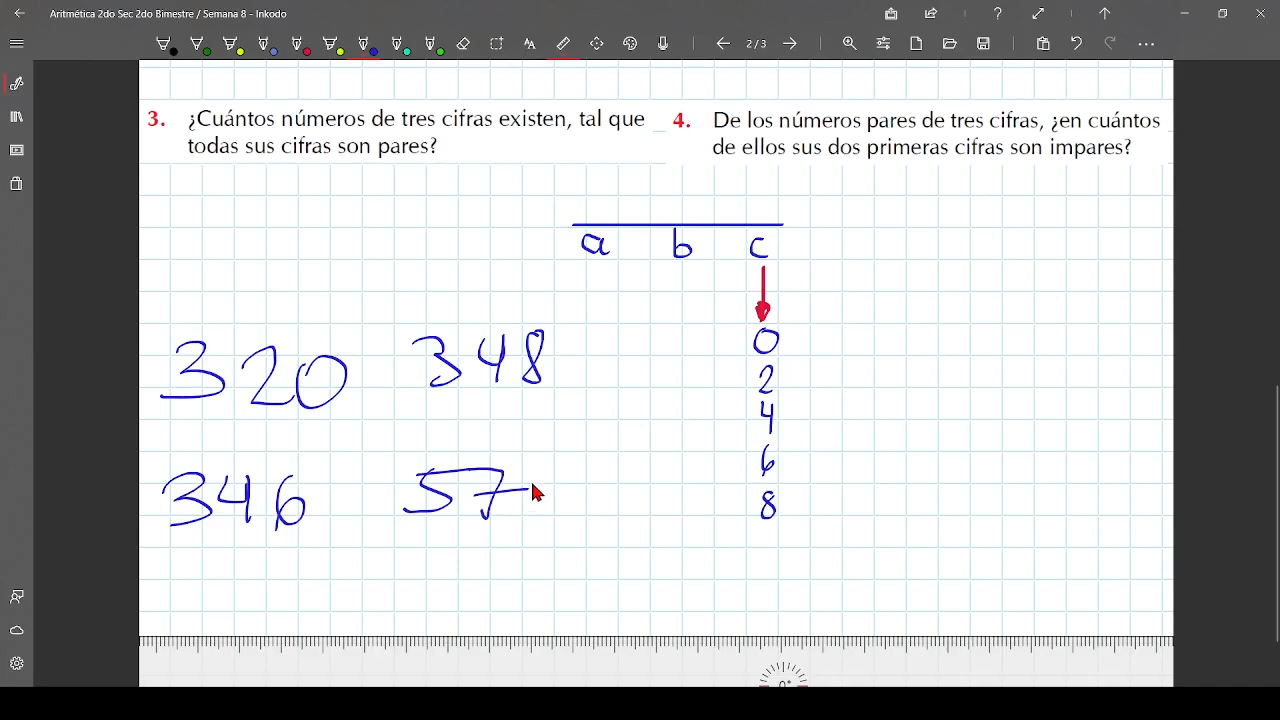 Aritmética 2do Sec 2do Bimestre / Semana 8 - Inkodo
2/3
3. ¿Cuántos números de tres cifras existen, tal que
todas sus cifras son pares?
4. De los números pares de tres cifras, ¿en cuántos
de ellos sus dos primeras cifras son impares?
a b c
320 348
0
2
4
346 57
6
8
0°